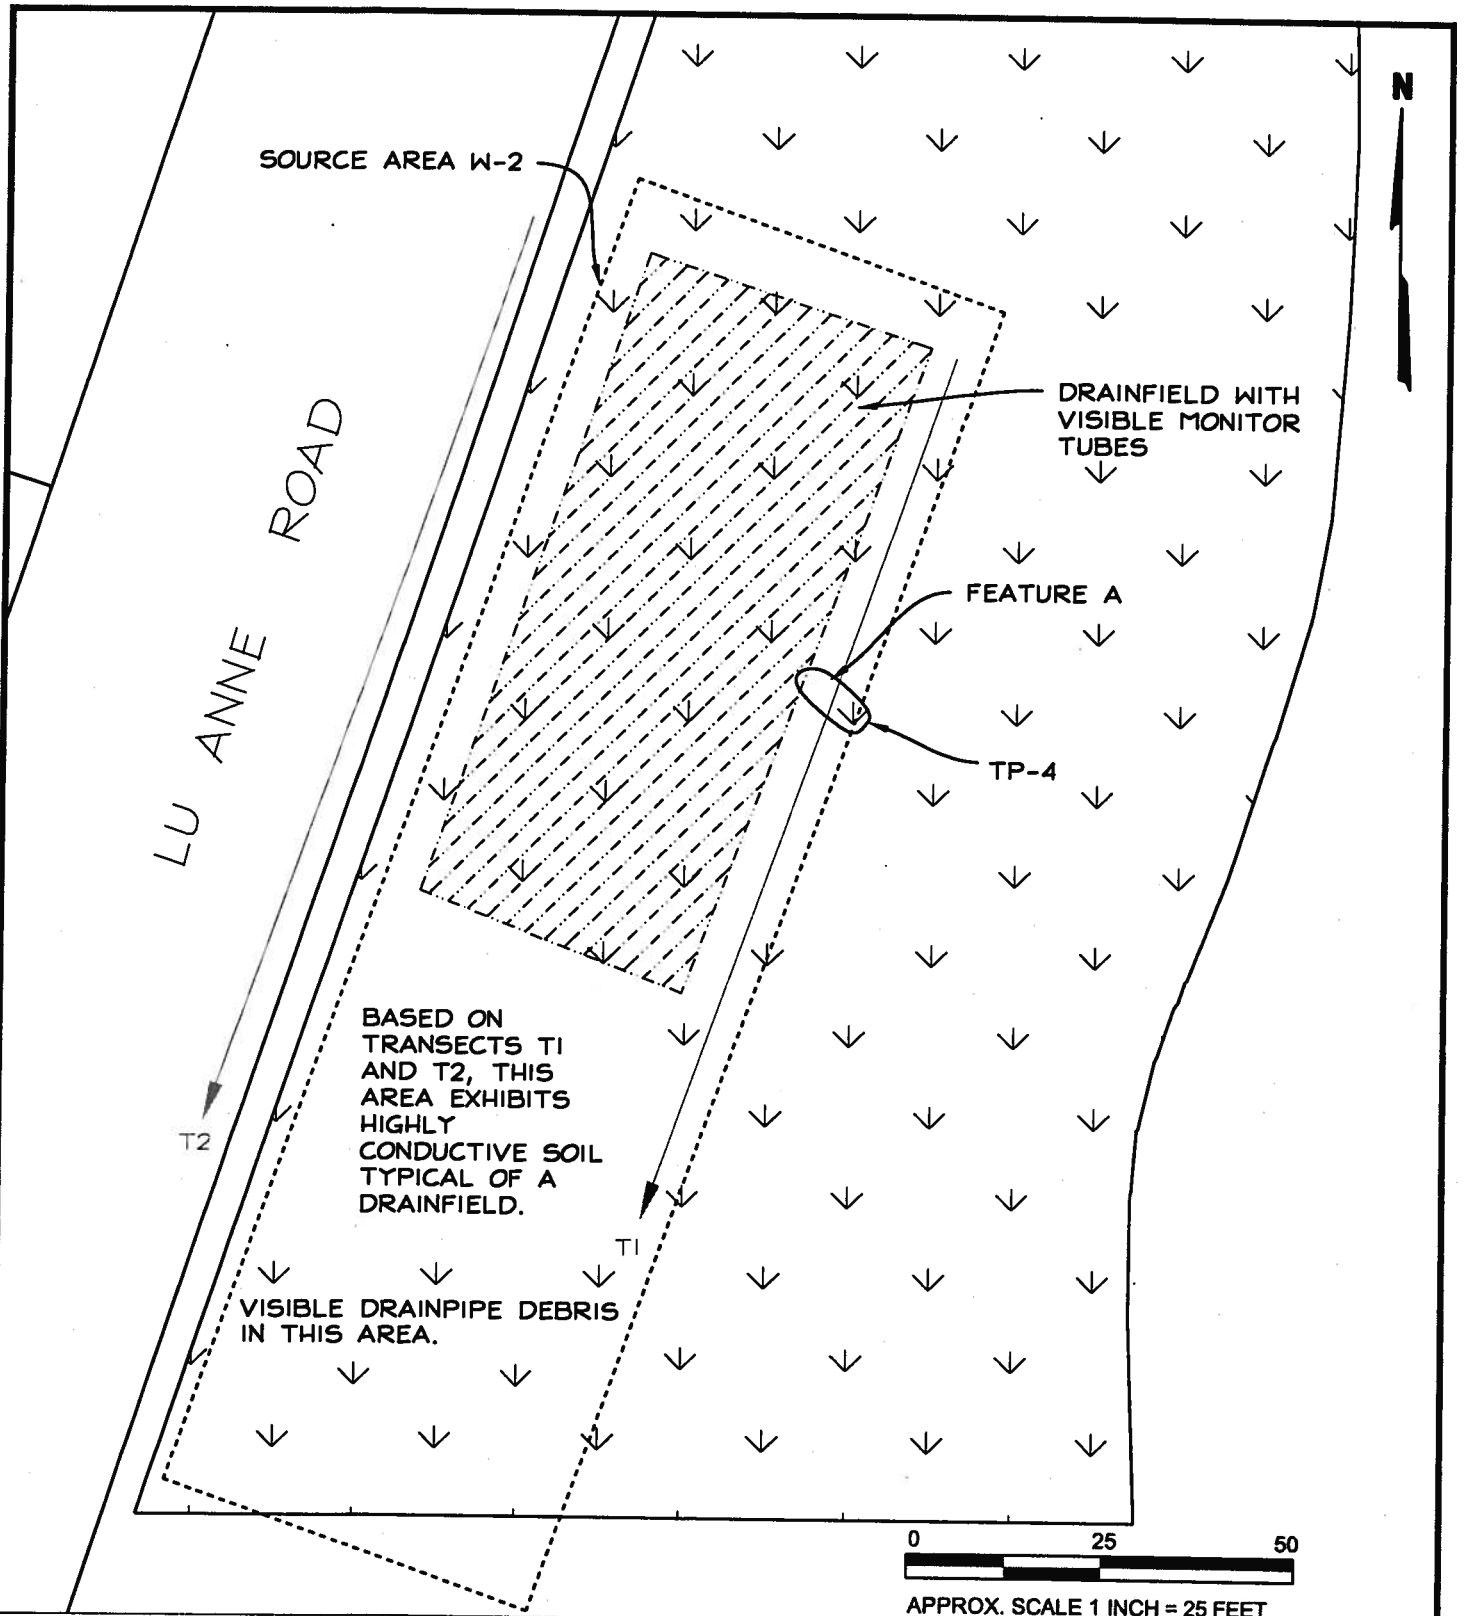 N
SOURCE AREA W-2
DRAINFIELD WITH
VISIBLE MONITOR
TUBES
LU ANNE ROAD
FEATURE A
TP-4
BASED ON
TRANSECTS T1
AND T2, THIS
AREA EXHIBITS
HIGHLY
CONDUCTIVE SOIL
TYPICAL OF A
DRAINFIELD.
T2
T1
VISIBLE DRAINPIPE DEBRIS
IN THIS AREA.
0 25 50
APPROX. SCALE 1 INCH = 25 FEET